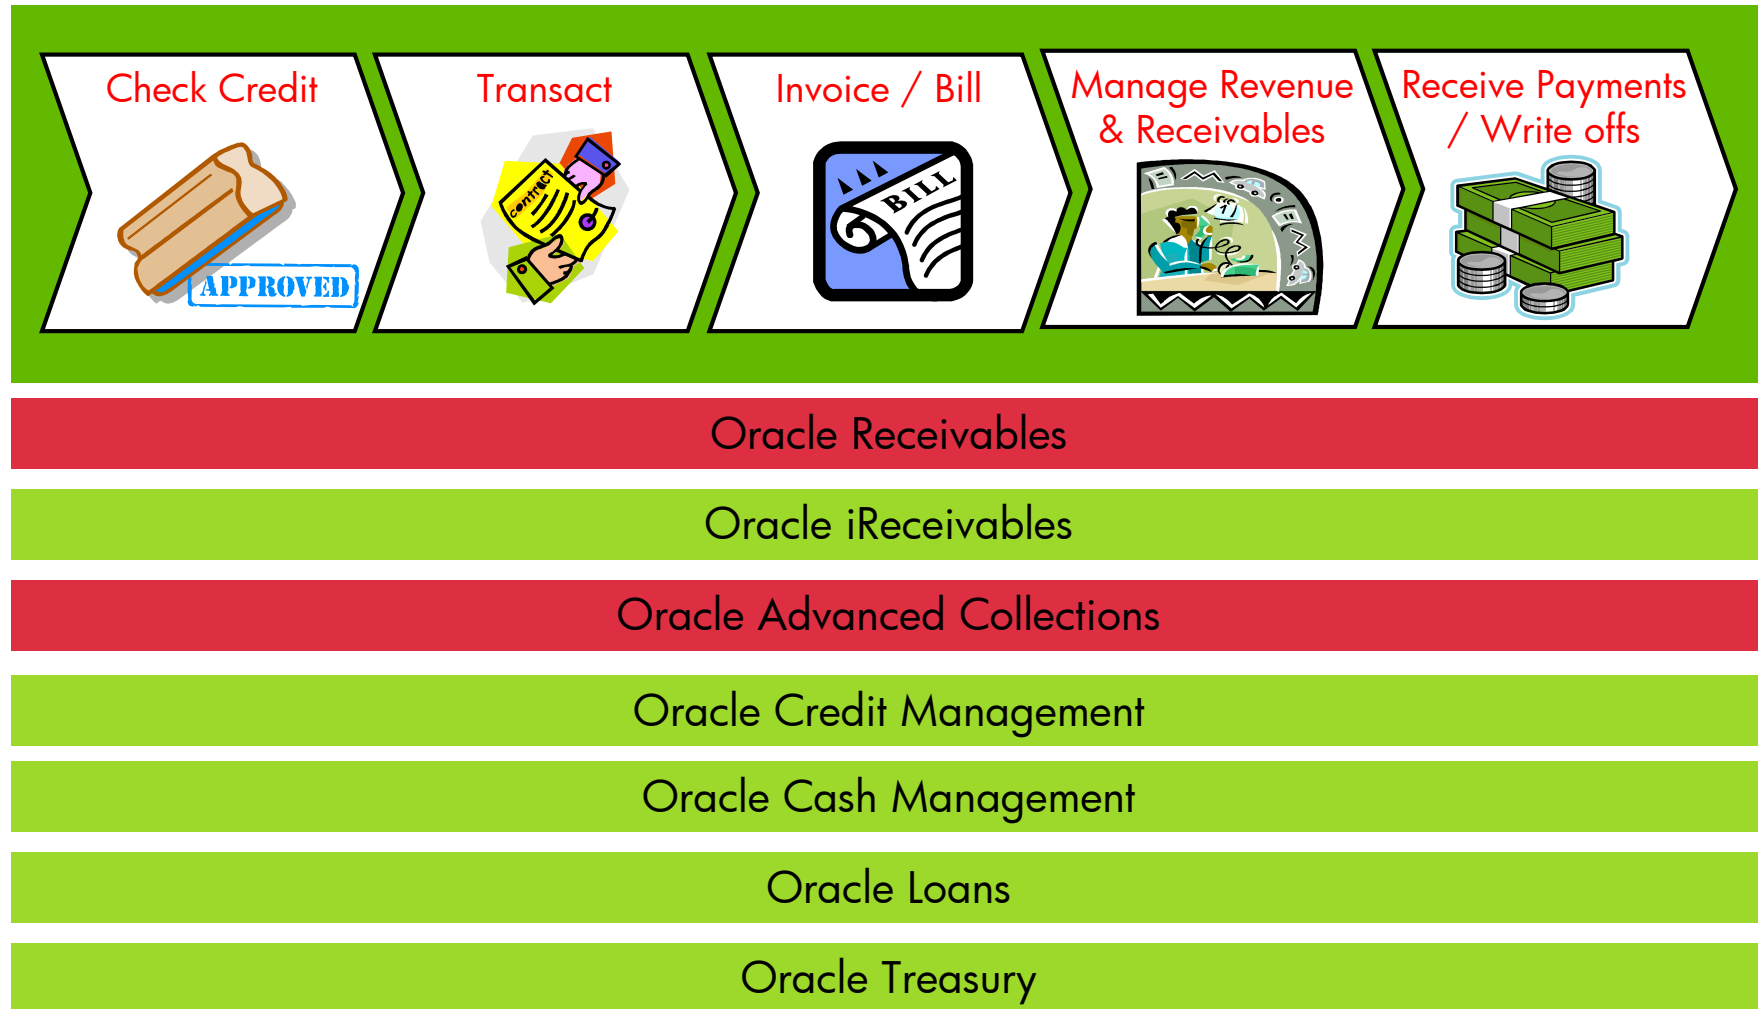 Check Credit
APPROVED
Transact
contract
Invoice / Bill
BILL
Manage Revenue
& Receivables
Receive Payments
/ Write offs
Oracle Receivables
Oracle iReceivables
Oracle Advanced Collections
Oracle Credit Management
Oracle Cash Management
Oracle Loans
Oracle Treasury